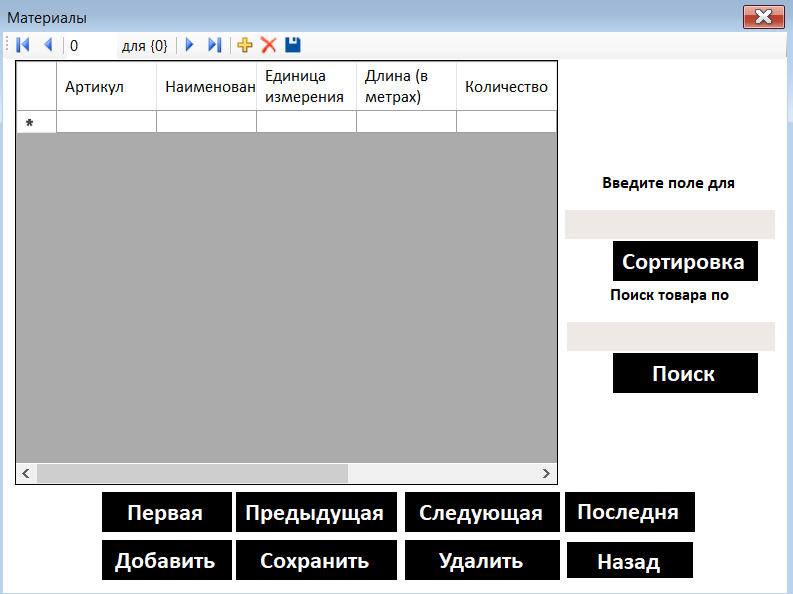 Материалы
0 для {0}
Артикул Наименован Единица измерения Длина (в метрах) Количество
*
Введите поле для
Сортировка
Поиск товара по
Поиск
Первая Предыдущая Следующая Последня
Добавить Сохранить Удалить Назад